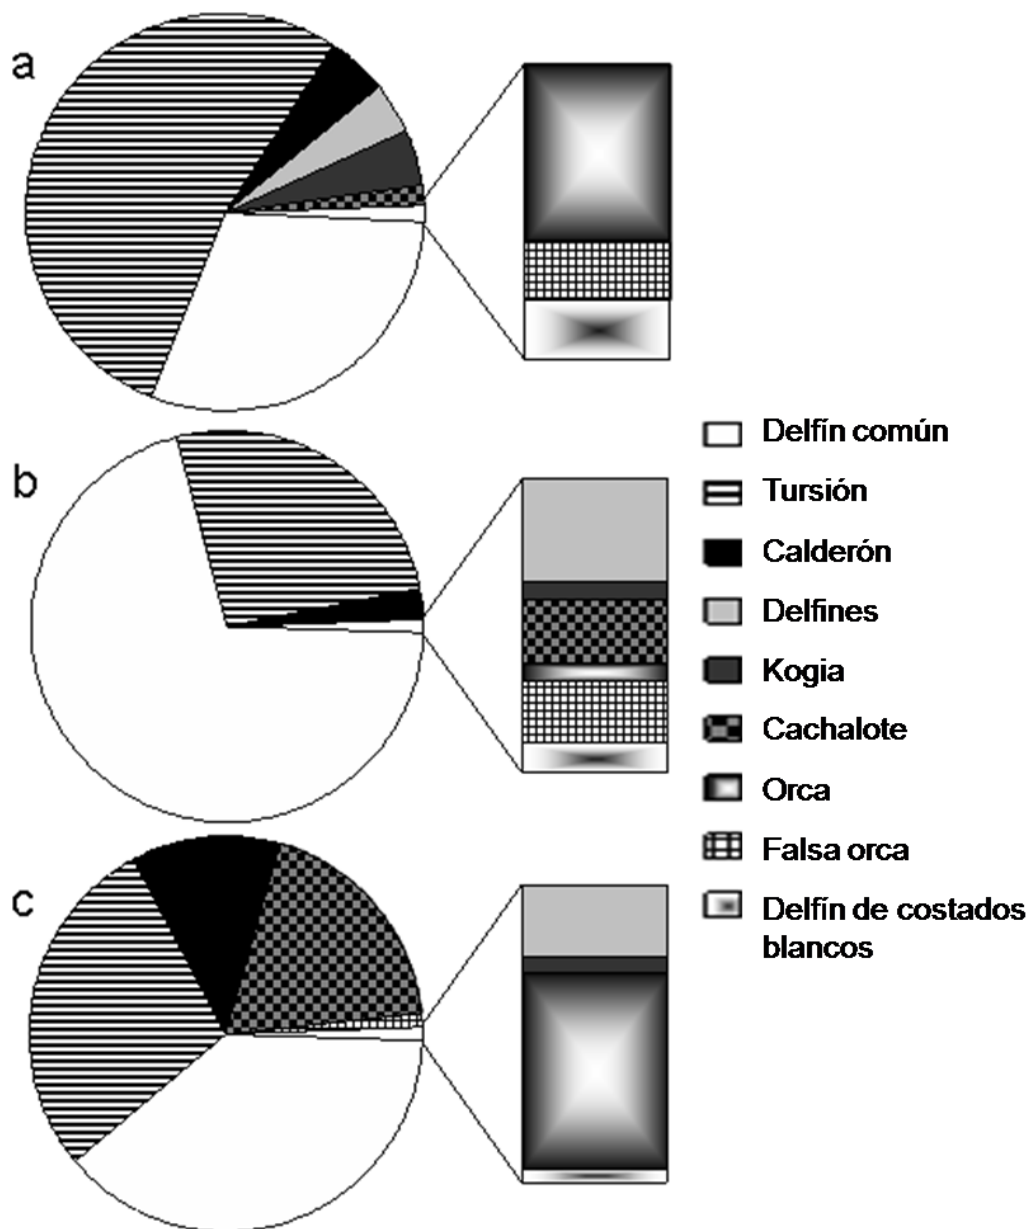 a
b
c
Delfín común
Tursión
Calderón
Delfines
Kogia
Cachalote
Orca
Falsa orca
Delfín de costados
blancos